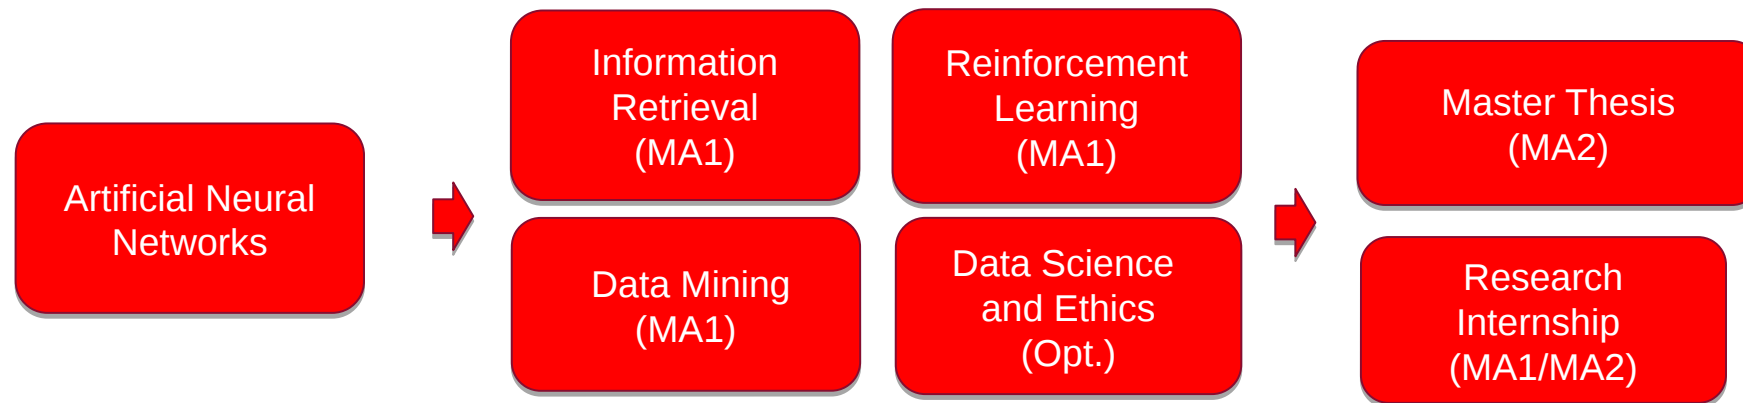 Artificial Neural
Networks
Information
Retrieval
(MA1)
Data Mining
(MA1)
Reinforcement
Learning
(MA1)
Data Science
and Ethics
(Opt.)
Master Thesis
(MA2)
Research
Internship
(MA1/MA2)